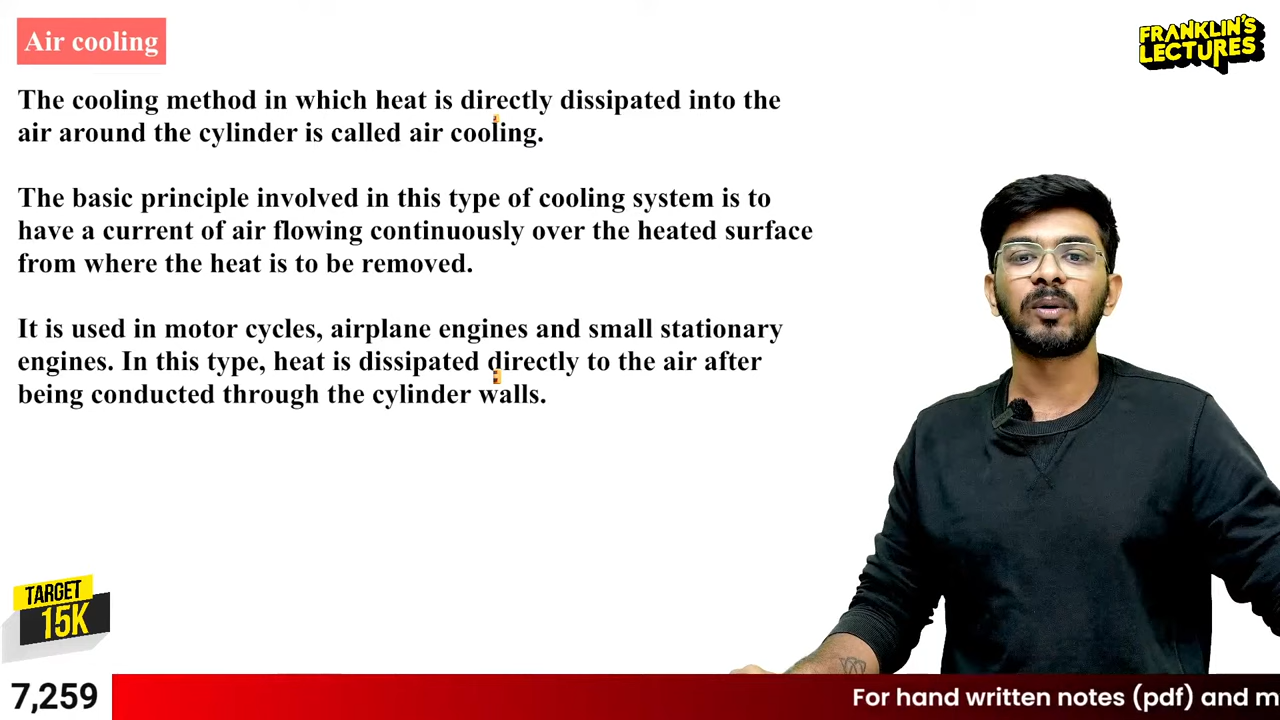 Air cooling
FRANKLIN'S
LECTURES
The cooling method in which heat is directly dissipated into the
air around the cylinder is called air cooling.
The basic principle involved in this type of cooling system is to
have a current of air flowing continuously over the heated surface
from where the heat is to be removed.
It is used in motor cycles, airplane engines and small stationary
engines. In this type, heat is dissipated directly to the air after
being conducted through the cylinder walls.
TARGET
15K
7,259
For hand written notes (pdf) and m